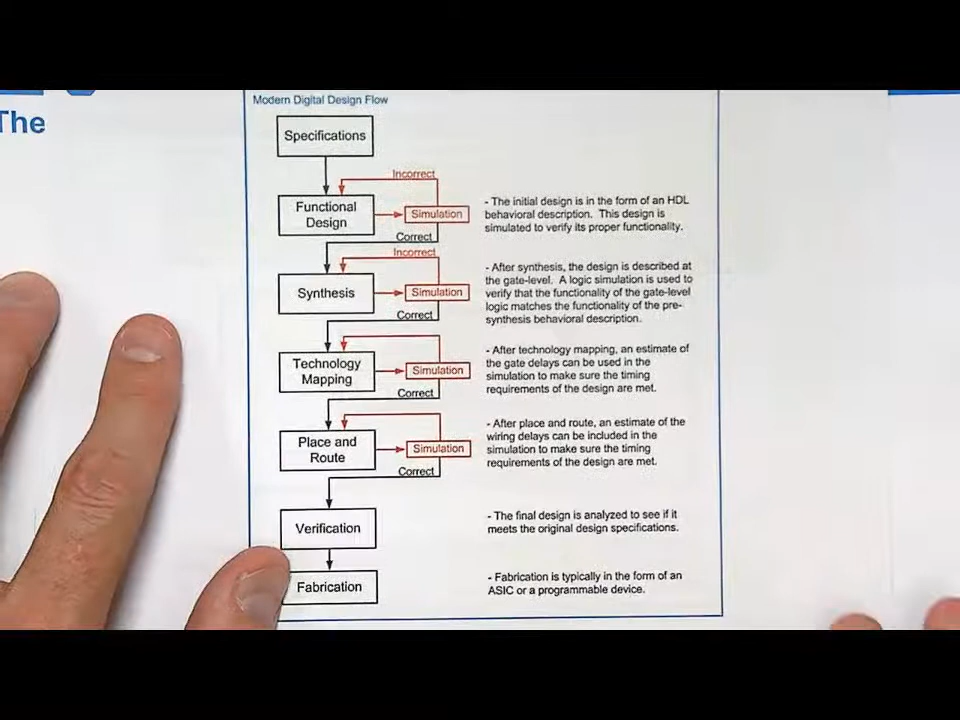 The
Modern Digital Design Flow
Specifications
Incorrect
Functional
Design
Simulation
- The initial design is in the form of an HDL
behavioral description. This design is
simulated to verify its proper functionality.
Correct
Incorrect
Synthesis
Simulation
- After synthesis, the design is described at
the gate-level. A logic simulation is used to
verify that the functionality of the gate-level
logic matches the functionality of the pre-
synthesis behavioral description.
Correct
Technology
Mapping
Simulation
- After technology mapping, an estimate of
the gate delays can be used in the
simulation to make sure the timing
requirements of the design are met.
Correct
Place and
Route
Simulation
- After place and route, an estimate of the
wiring delays can be included in the
simulation to make sure the timing
requirements of the design are met.
Correct
Verification
- The final design is analyzed to see if it
meets the original design specifications.
Fabrication
- Fabrication is typically in the form of an
ASIC or a programmable device.